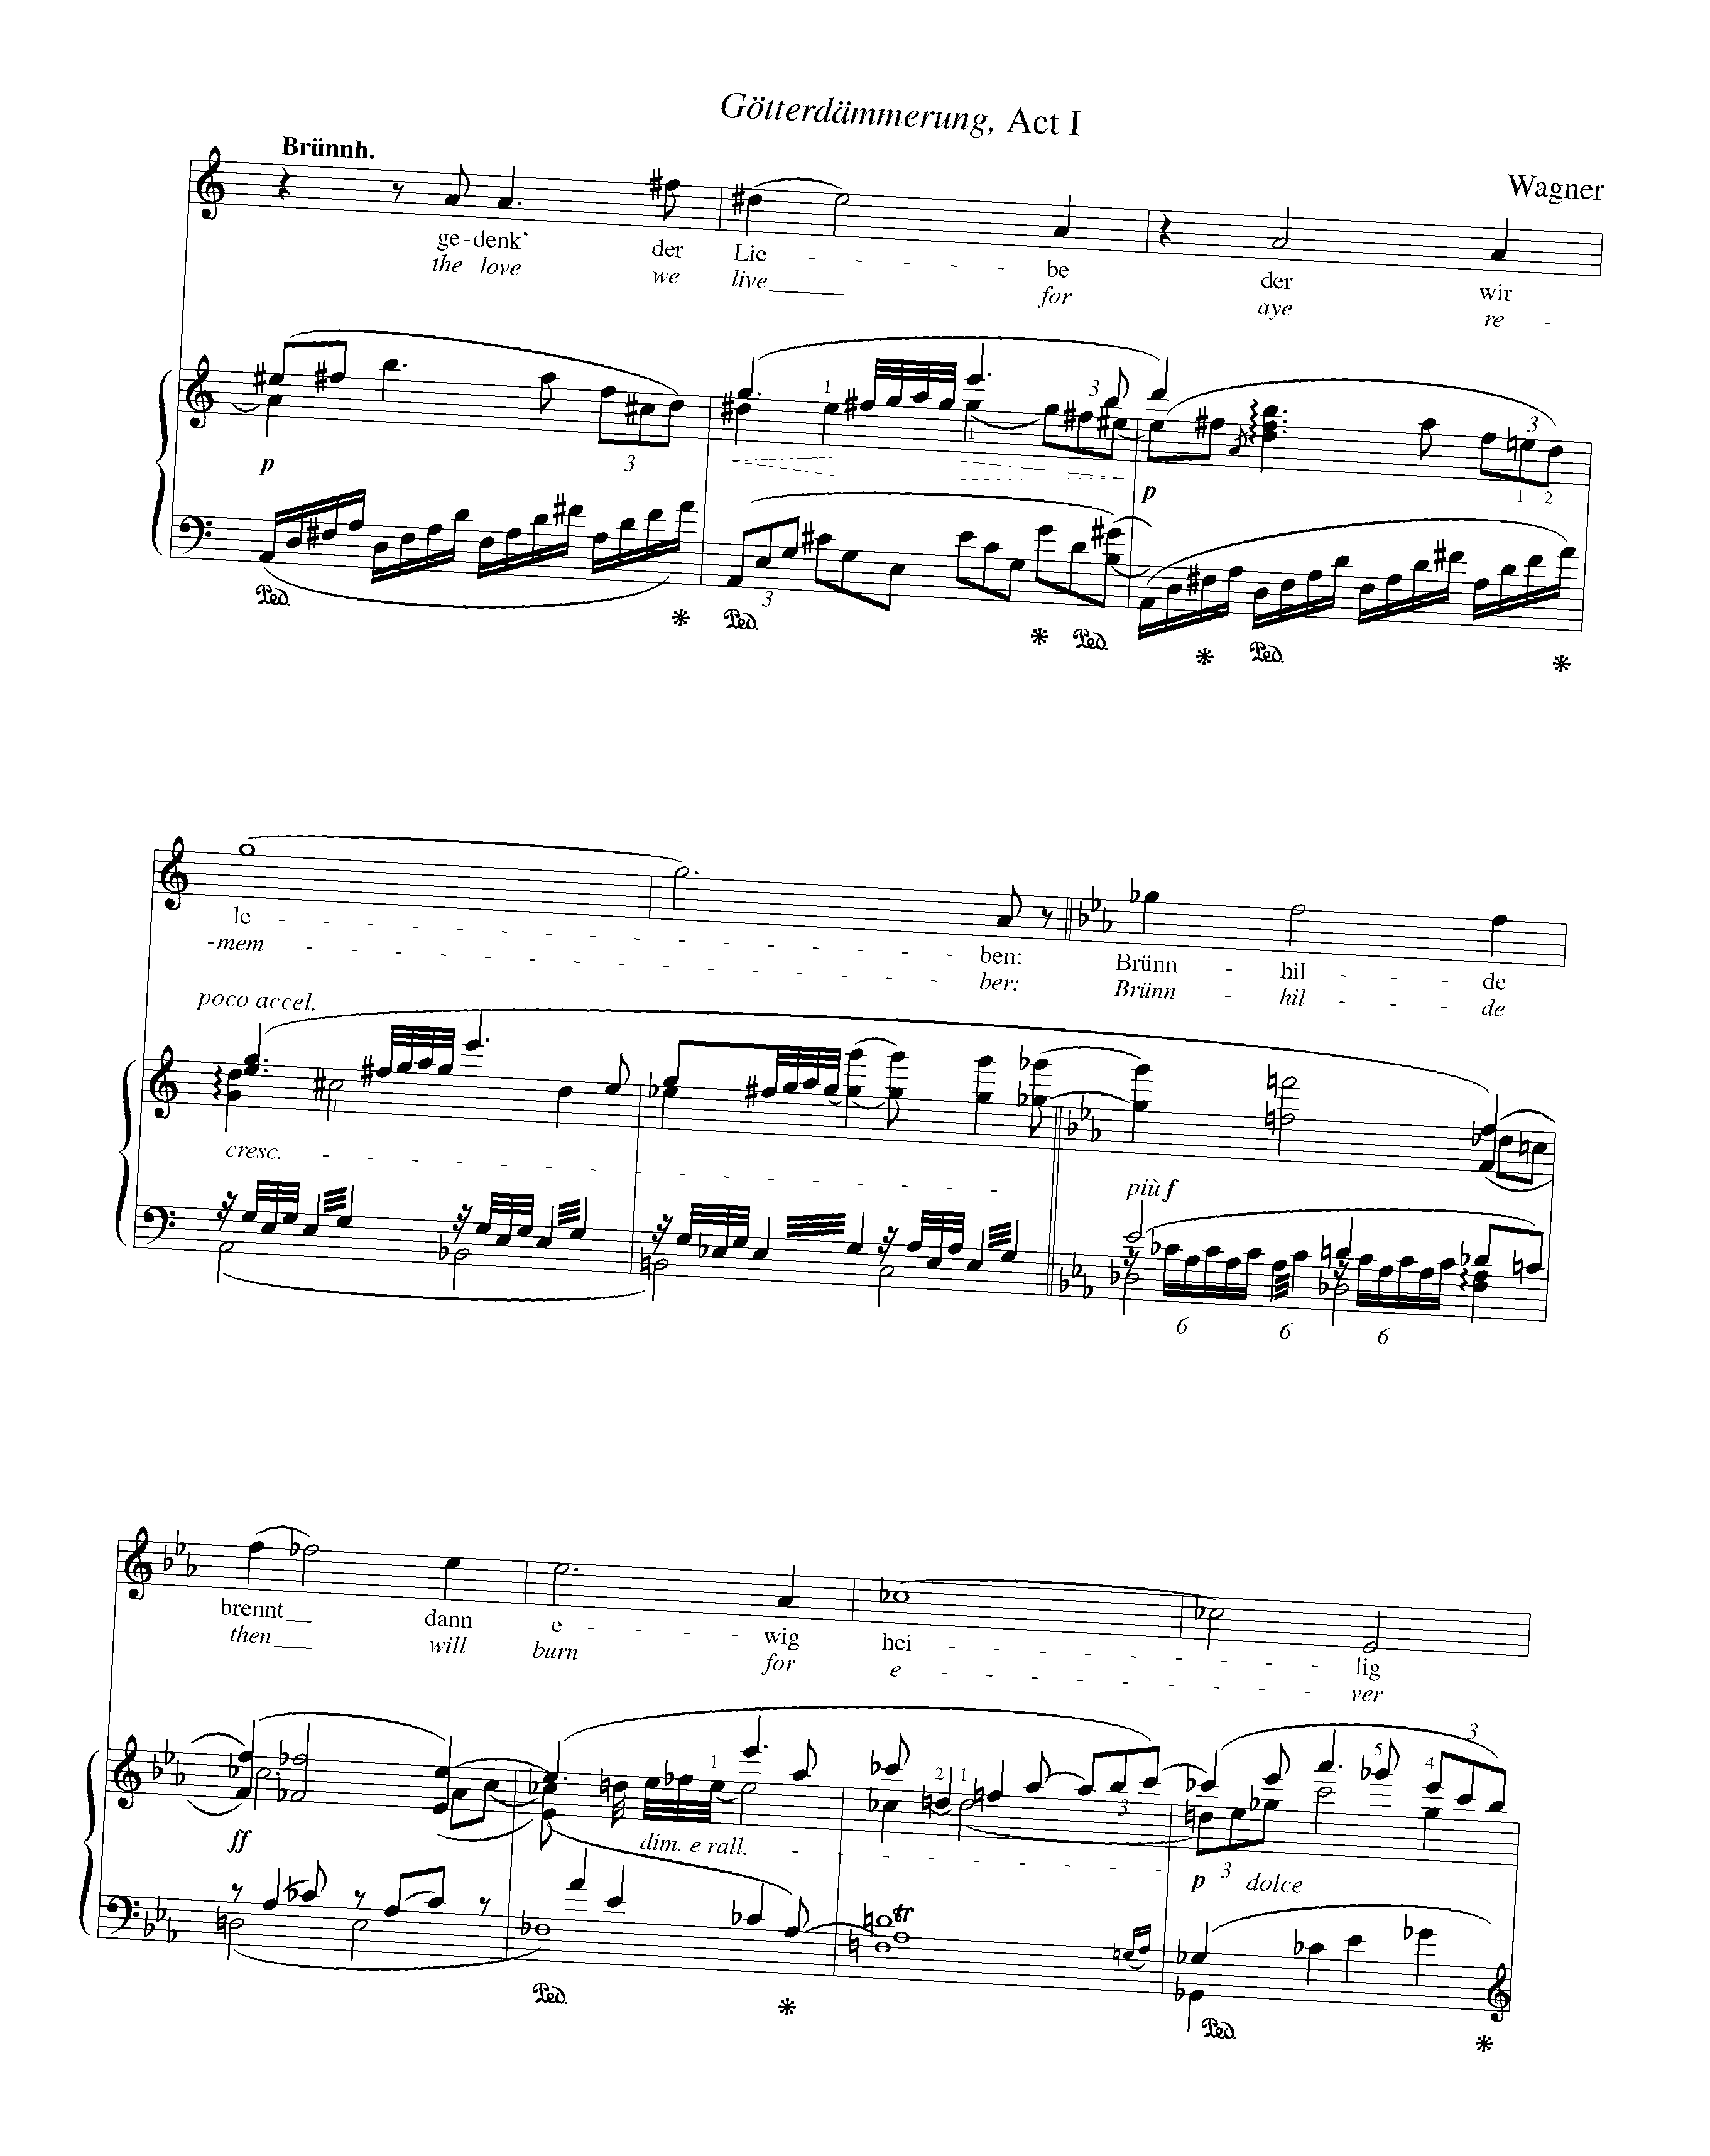 Götterdämmerung, Act I
Wagner
Brünnh.
ge - denk' der Lie - - - - be der wir
the love we live______ for aye re -
1 3
p 1 p 3
3 1 2
3
Ped. * Ped. * Ped. * Ped. *
le - - - - - - - - - - - ben: Brünn - hil - - - de
-mem - - - - - - - - - - - ber: Brünn - hil - - - de
poco accel.
cresc. - - - - - - - - - - -
più f
6 6 6
brennt__ dann e - - - - wig hei - - - - - - - - lig
then___ will burn for e - - - - - - - - ver
3
1 2 1 5 4
3
ff dim. e rall. - - - - - - - - -
p 3 dolce
tr
Ped. * Ped. *